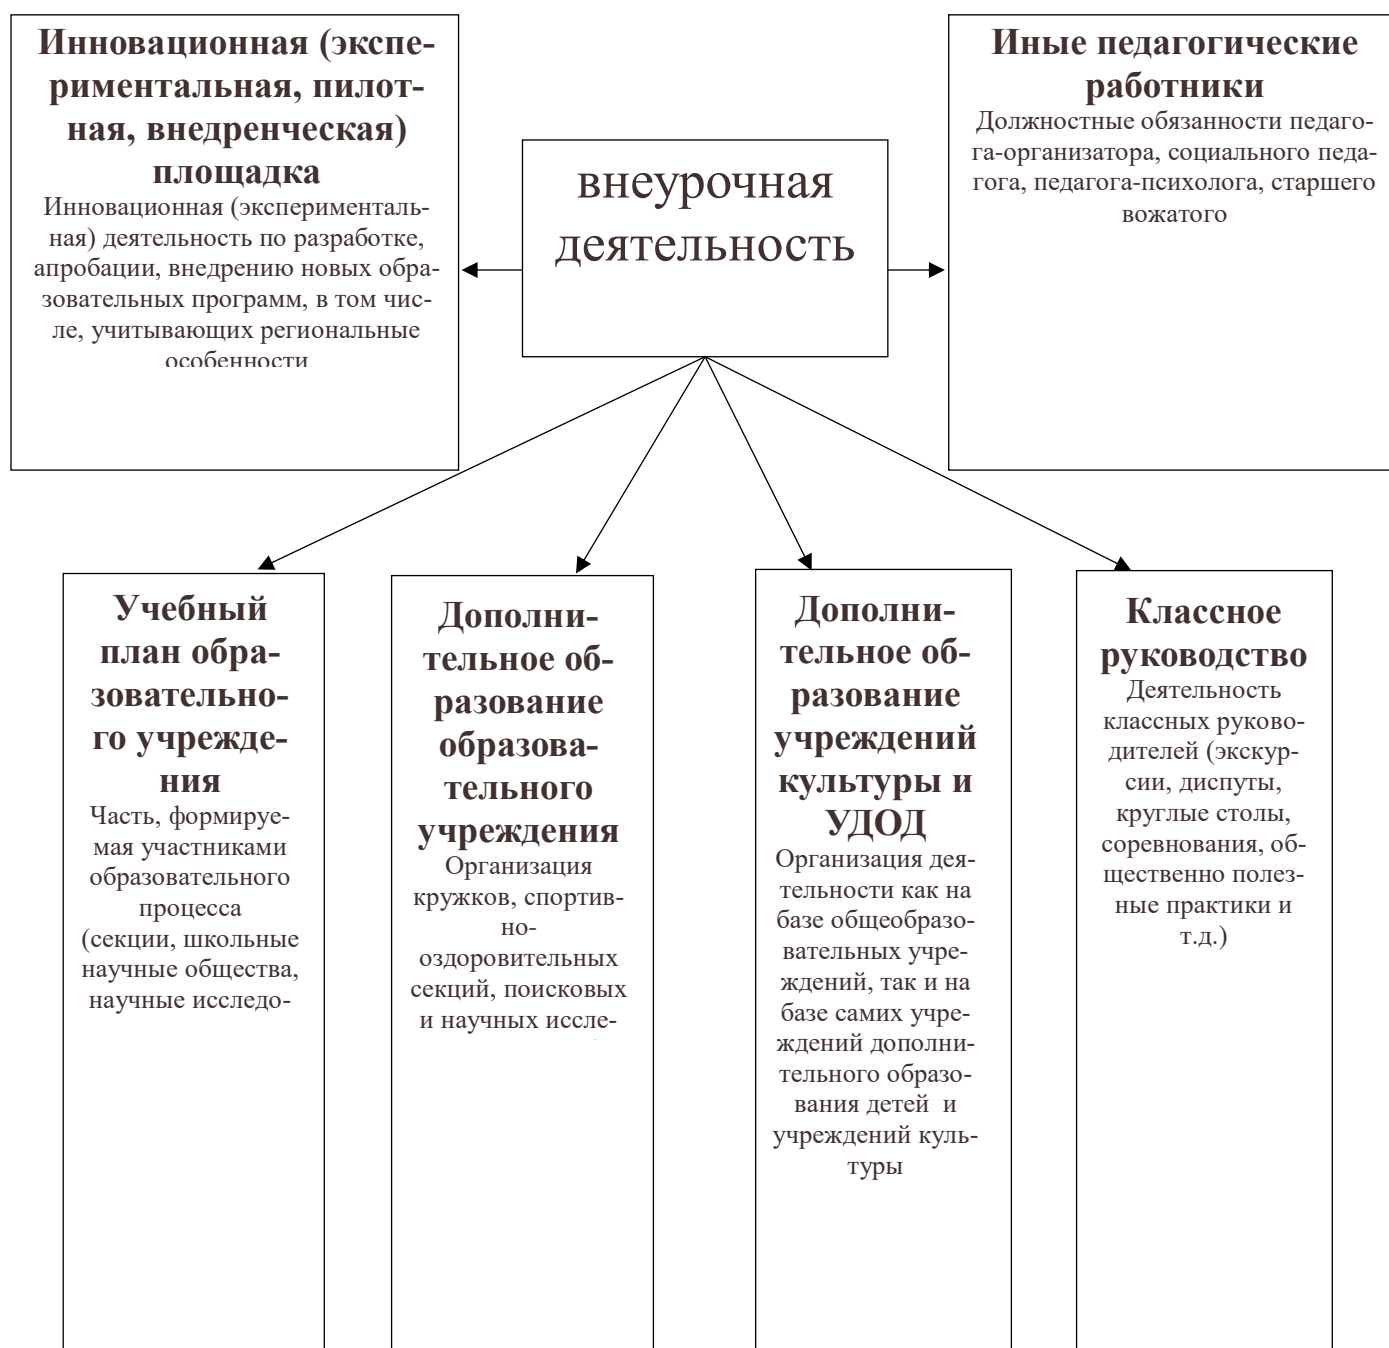 Инновационная (экспе-
риментальная, пилот-
ная, внедренческая)
площадка
Инновационная (эксперименталь-
ная) деятельность по разработке,
апробации, внедрению новых обра-
зовательных программ, в том чис-
ле, учитывающих региональные
особенности
внеурочная
деятельность
Иные педагогические
работники
Должностные обязанности педаго-
га-организатора, социального педа-
гога, педагога-психолога, старшего
вожатого
Учебный
план обра-
зовательно-
го учрежде-
ния
Часть, формируе-
мая участниками
образовательного
процесса
(секции, школьные
научные общества,
научные исследо-
Дополни-
тельное об-
разование
образова-
тельного
учреждения
Организация
кружков, спортив-
но-
оздоровительных
секций, поисковых
и научных иссле-
Дополни-
тельное об-
разование
учреждений
культуры и
УДОД
Организация дея-
тельности как на
базе общеобразо-
вательных учре-
ждений, так и на
базе самих учре-
ждений дополни-
тельного образо-
вания детей  и
учреждений куль-
туры
Классное
руководство
Деятельность
классных руково-
дителей (экскур-
сии, диспуты,
круглые столы,
соревнования, об-
щественно полез-
ные практики и
т.д.)